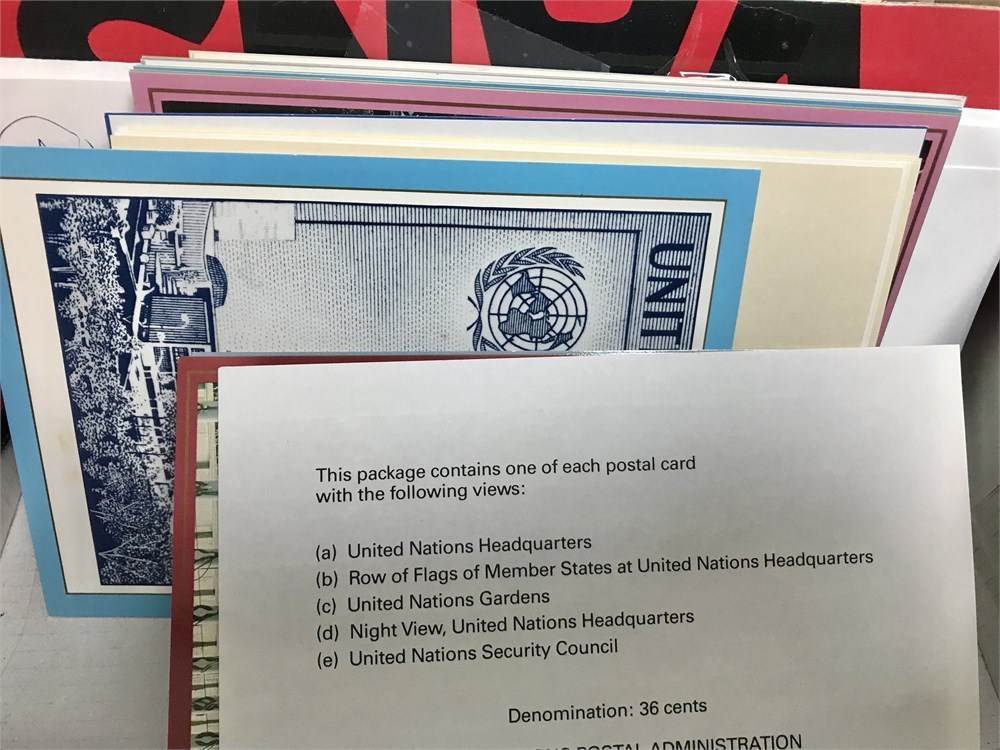 UNIT
This package contains one of each postal card
with the following views:
(a) United Nations Headquarters
(b) Row of Flags of Member States at United Nations Headquarters
(c) United Nations Gardens
(d) Night View, United Nations Headquarters
(e) United Nations Security Council
Denomination: 36 cents
POSTAL ADMINISTRATION